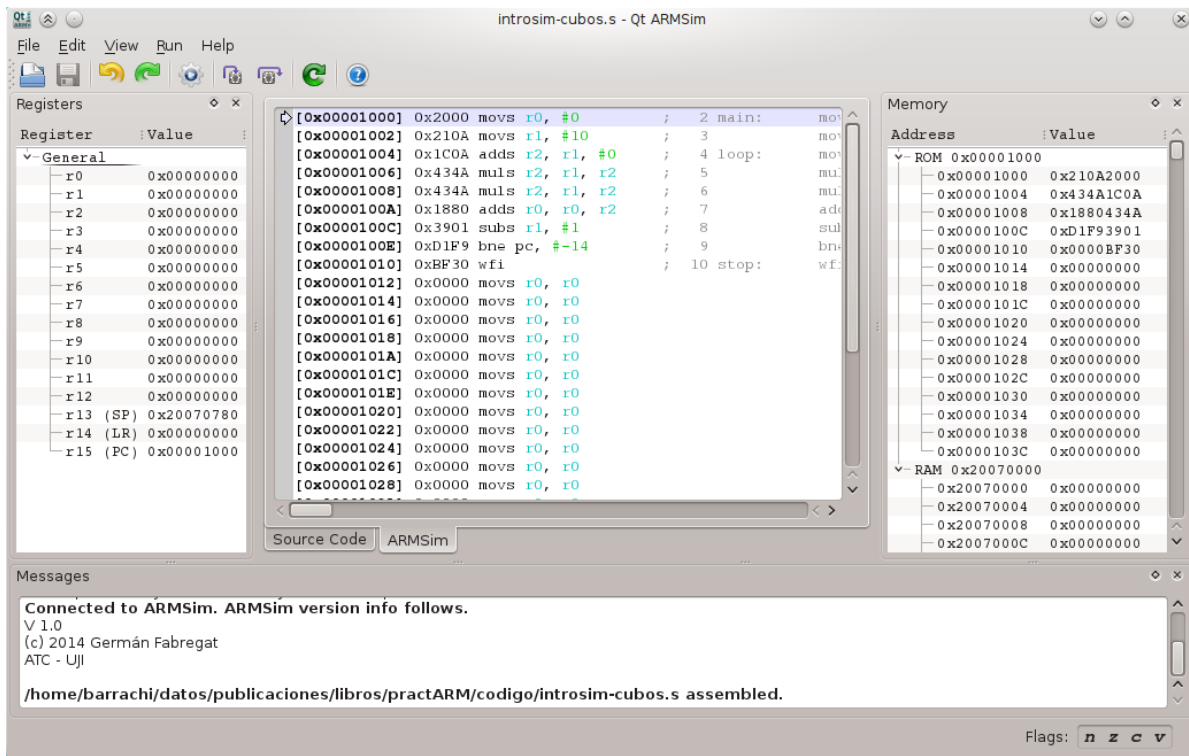 introsim-cubos.s - Qt ARMSim
File Edit View Run Help
Registers
Register Value
General
r0 0x00000000
r1 0x00000000
r2 0x00000000
r3 0x00000000
r4 0x00000000
r5 0x00000000
r6 0x00000000
r7 0x00000000
r8 0x00000000
r9 0x00000000
r10 0x00000000
r11 0x00000000
r12 0x00000000
r13 (SP) 0x20070780
r14 (LR) 0x00000000
r15 (PC) 0x00001000
[0x00001000] 0x2000 movs r0, #0 ; 2 main: mov
[0x00001002] 0x210A movs r1, #10 ; 3 mov
[0x00001004] 0x1C0A adds r2, r1, #0 ; 4 loop: mov
[0x00001006] 0x434A muls r2, r1, r2 ; 5 mul
[0x00001008] 0x434A muls r2, r1, r2 ; 6 mul
[0x0000100A] 0x1880 adds r0, r0, r2 ; 7 add
[0x0000100C] 0x3901 subs r1, #1 ; 8 sub
[0x0000100E] 0xD1F9 bne pc, #-14 ; 9 bne
[0x00001010] 0xBF30 wfi ; 10 stop: wfi
[0x00001012] 0x0000 movs r0, r0
[0x00001014] 0x0000 movs r0, r0
[0x00001016] 0x0000 movs r0, r0
[0x00001018] 0x0000 movs r0, r0
[0x0000101A] 0x0000 movs r0, r0
[0x0000101C] 0x0000 movs r0, r0
[0x0000101E] 0x0000 movs r0, r0
[0x00001020] 0x0000 movs r0, r0
[0x00001022] 0x0000 movs r0, r0
[0x00001024] 0x0000 movs r0, r0
[0x00001026] 0x0000 movs r0, r0
[0x00001028] 0x0000 movs r0, r0
Source Code ARMSim
Memory
Address Value
ROM 0x00001000
0x00001000 0x210A2000
0x00001004 0x434A1C0A
0x00001008 0x1880434A
0x0000100C 0xD1F93901
0x00001010 0x0000BF30
0x00001014 0x00000000
0x00001018 0x00000000
0x0000101C 0x00000000
0x00001020 0x00000000
0x00001024 0x00000000
0x00001028 0x00000000
0x0000102C 0x00000000
0x00001030 0x00000000
0x00001034 0x00000000
0x00001038 0x00000000
0x0000103C 0x00000000
RAM 0x20070000
0x20070000 0x00000000
0x20070004 0x00000000
0x20070008 0x00000000
0x2007000C 0x00000000
Messages
Connected to ARMSim. ARMSim version info follows.
V 1.0
(c) 2014 Germán Fabregat
ATC - UJI
/home/barrachi/datos/publicaciones/libros/practARM/codigo/introsim-cubos.s assembled.
Flags: n z c v